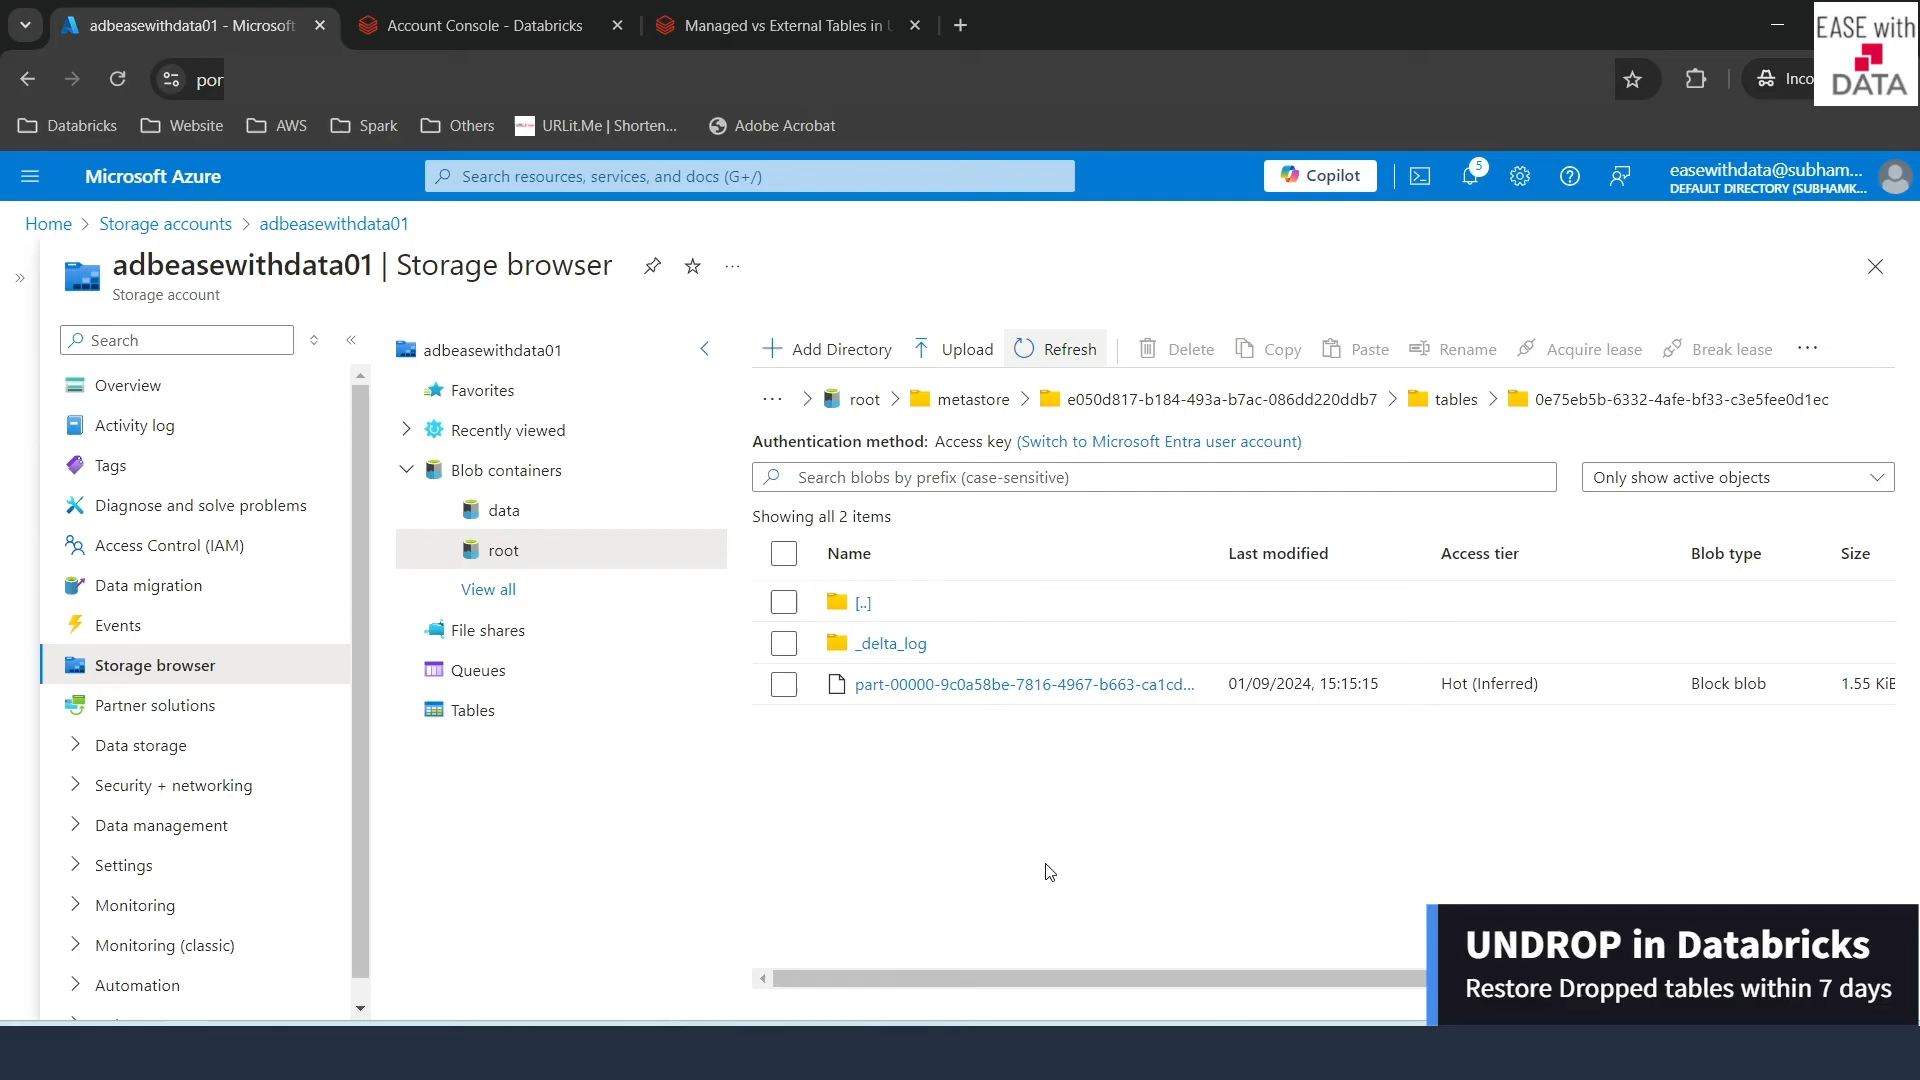 adbeasewithdata01 - Microsoft
Account Console - Databricks
Managed vs External Tables in
EASE with
DATA
por
Inco
Databricks
Website
AWS
Spark
Others
URLit.Me | Shorten...
Adobe Acrobat
Microsoft Azure
Search resources, services, and docs (G+/)
Copilot
5
easewithdata@subham...
DEFAULT DIRECTORY (SUBHAMK...
Home > Storage accounts > adbeasewithdata01
adbeasewithdata01 | Storage browser
Storage account
Search
Overview
Activity log
Tags
Diagnose and solve problems
Access Control (IAM)
Data migration
Events
Storage browser
Partner solutions
Data storage
Security + networking
Data management
Settings
Monitoring
Monitoring (classic)
Automation
adbeasewithdata01
Favorites
Recently viewed
Blob containers
data
root
View all
File shares
Queues
Tables
Add Directory
Upload
Refresh
Delete
Copy
Paste
Rename
Acquire lease
Break lease
... > root > metastore > e050d817-b184-493a-b7ac-086dd220ddb7 > tables > 0e75eb5b-6332-4afe-bf33-c3e5fee0d1ec
Authentication method: Access key (Switch to Microsoft Entra user account)
Search blobs by prefix (case-sensitive)
Only show active objects
Showing all 2 items
Name Last modified Access tier Blob type Size
[..]
_delta_log
part-00000-9c0a58be-7816-4967-b663-ca1cd... 01/09/2024, 15:15:15 Hot (Inferred) Block blob 1.55 KiB
UNDROP in Databricks
Restore Dropped tables within 7 days